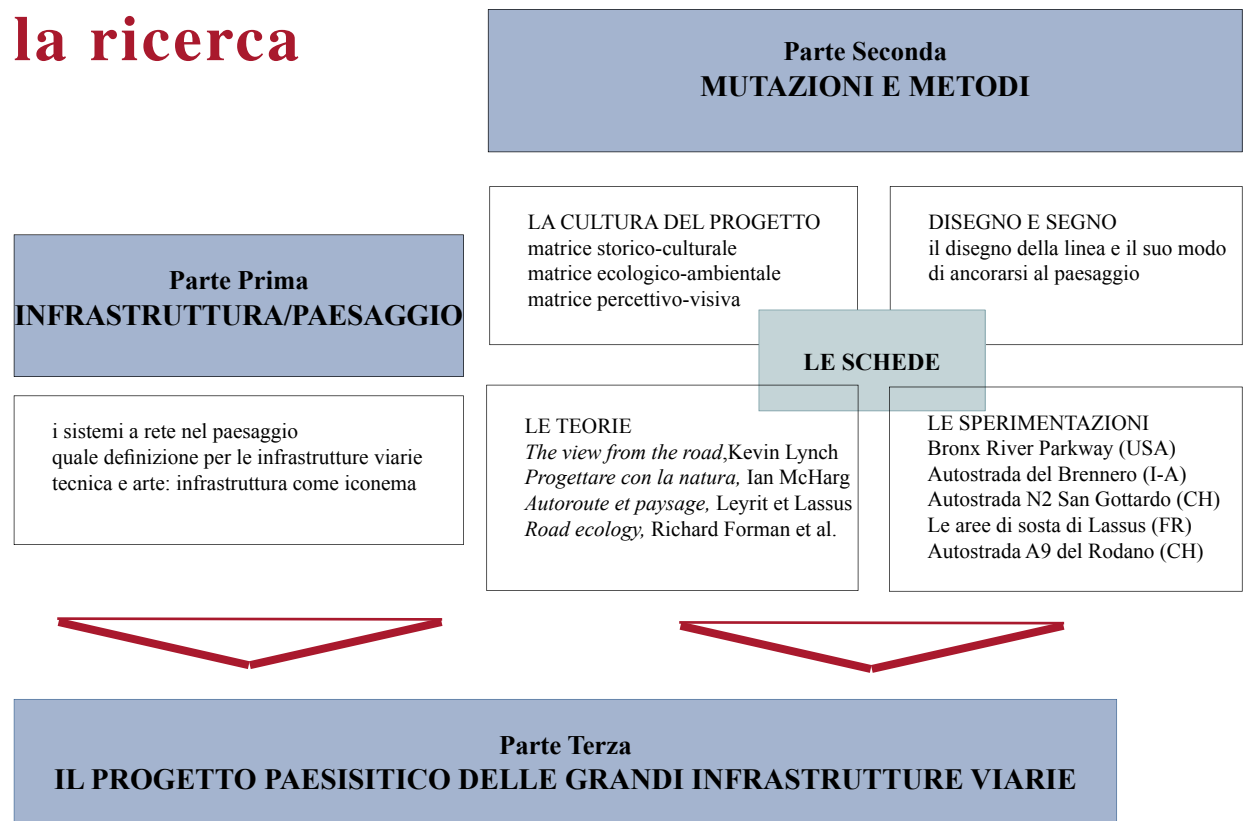 la ricerca
Parte Prima
INFRASTRUTTURA/PAESAGGIO
i sistemi a rete nel paesaggio
quale definizione per le infrastrutture viarie
tecnica e arte: infrastruttura come iconema
Parte Seconda
MUTAZIONI E METODI
LA CULTURA DEL PROGETTO
matrice storico-culturale
matrice ecologico-ambientale
matrice percettivo-visiva
DISEGNO E SEGNO
il disegno della linea e il suo modo
di ancorarsi al paesaggio
LE SCHEDE
LE TEORIE
The view from the road,Kevin Lynch
Progettare con la natura, Ian McHarg
Autoroute et paysage, Leyrit et Lassus
Road ecology, Richard Forman et al.
LE SPERIMENTAZIONI
Bronx River Parkway (USA)
Autostrada del Brennero (I-A)
Autostrada N2 San Gottardo (CH)
Le aree di sosta di Lassus (FR)
Autostrada A9 del Rodano (CH)
Parte Terza
IL PROGETTO PAESISITICO DELLE GRANDI INFRASTRUTTURE VIARIE